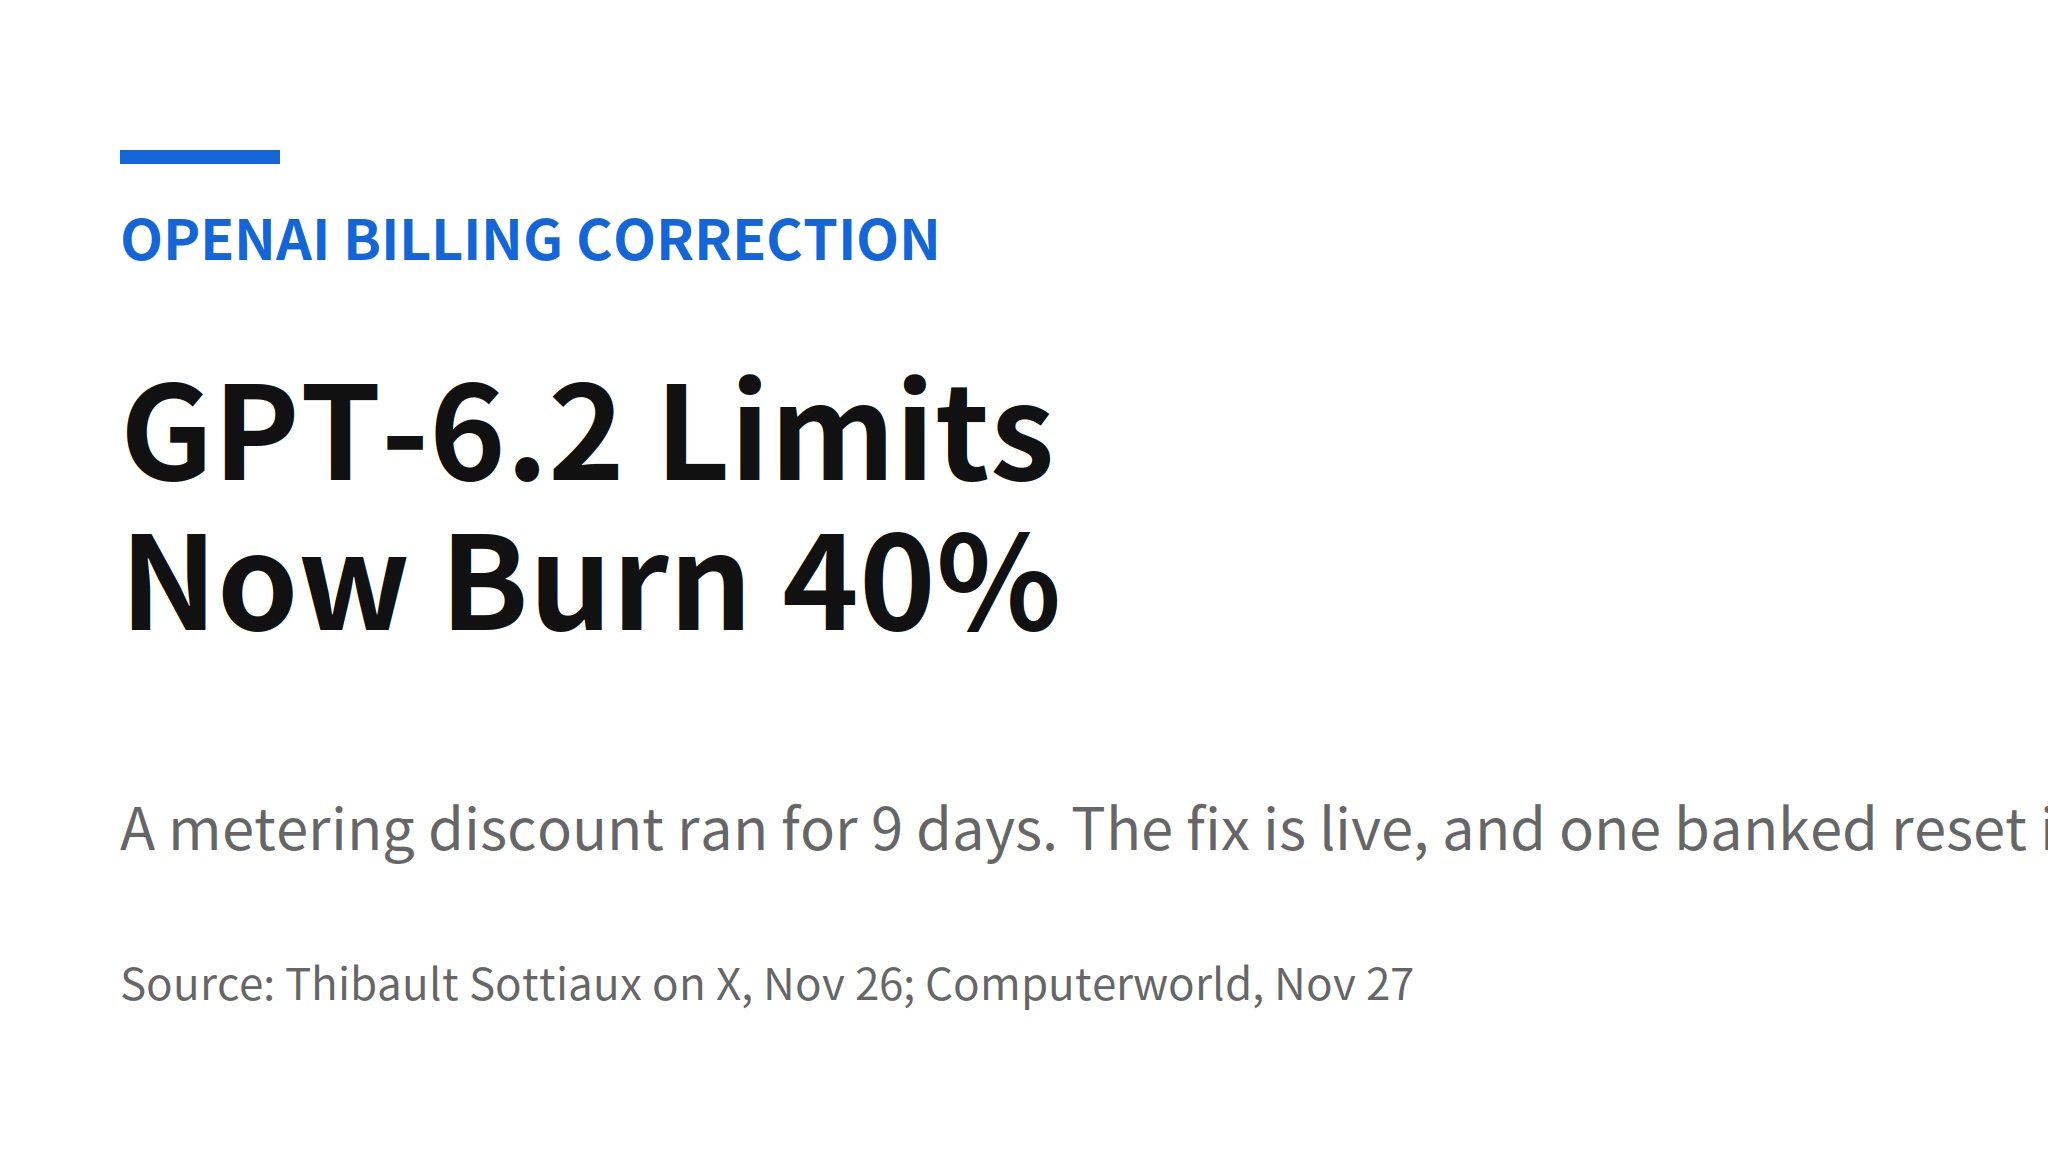 OPENAI BILLING CORRECTION
GPT-6.2 Limits
Now Burn 40%
A metering discount ran for 9 days. The fix is live, and one banked reset
Source: Thibault Sottiaux on X, Nov 26; Computerworld, Nov 27